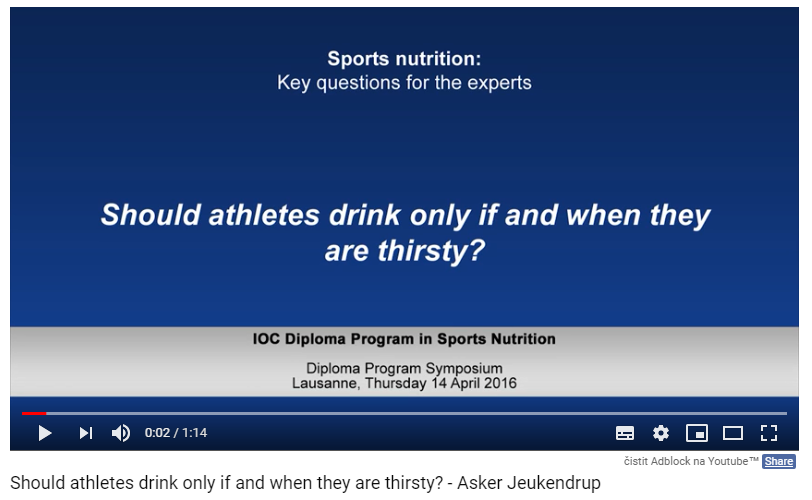 Sports nutrition:
Key questions for the experts
Should athletes drink only if and when they
are thirsty?
IOC Diploma Program in Sports Nutrition
Diploma Program Symposium
Lausanne, Thursday 14 April 2016
0:02 / 1:14
čistit Adblock na Youtube™ Share
Should athletes drink only if and when they are thirsty? - Asker Jeukendrup